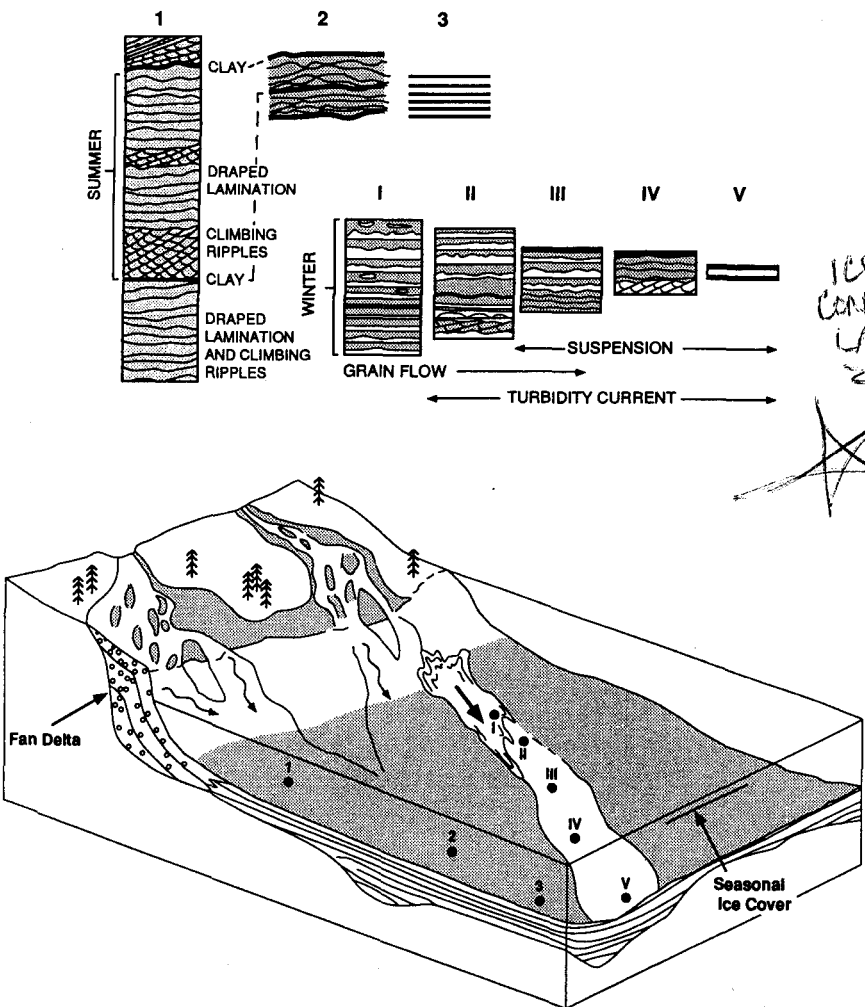 1
2
3
CLAY
SUMMER
DRAPED
LAMINATION
CLIMBING
RIPPLES
CLAY
DRAPED
LAMINATION
AND CLIMBING
RIPPLES
I
II
III
IV
V
WINTER
SUSPENSION
GRAIN FLOW
TURBIDITY CURRENT
Fan Delta
1
2
3
I
II
III
IV
V
Seasonal
Ice Cover